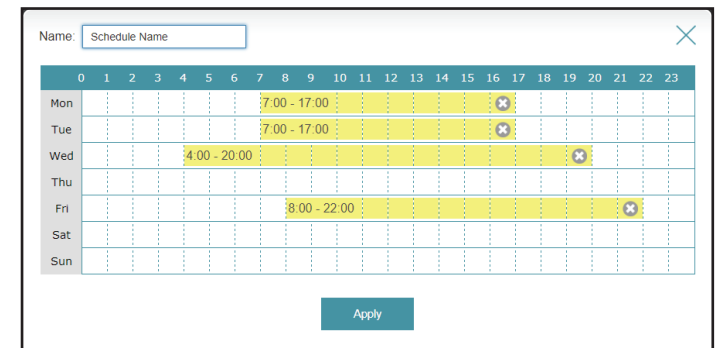 Name: Schedule Name
0 1 2 3 4 5 6 7 8 9 10 11 12 13 14 15 16 17 18 19 20 21 22 23
Mon 7:00 - 17:00
Tue 7:00 - 17:00
Wed 4:00 - 20:00
Thu
Fri 8:00 - 22:00
Sat
Sun
Apply